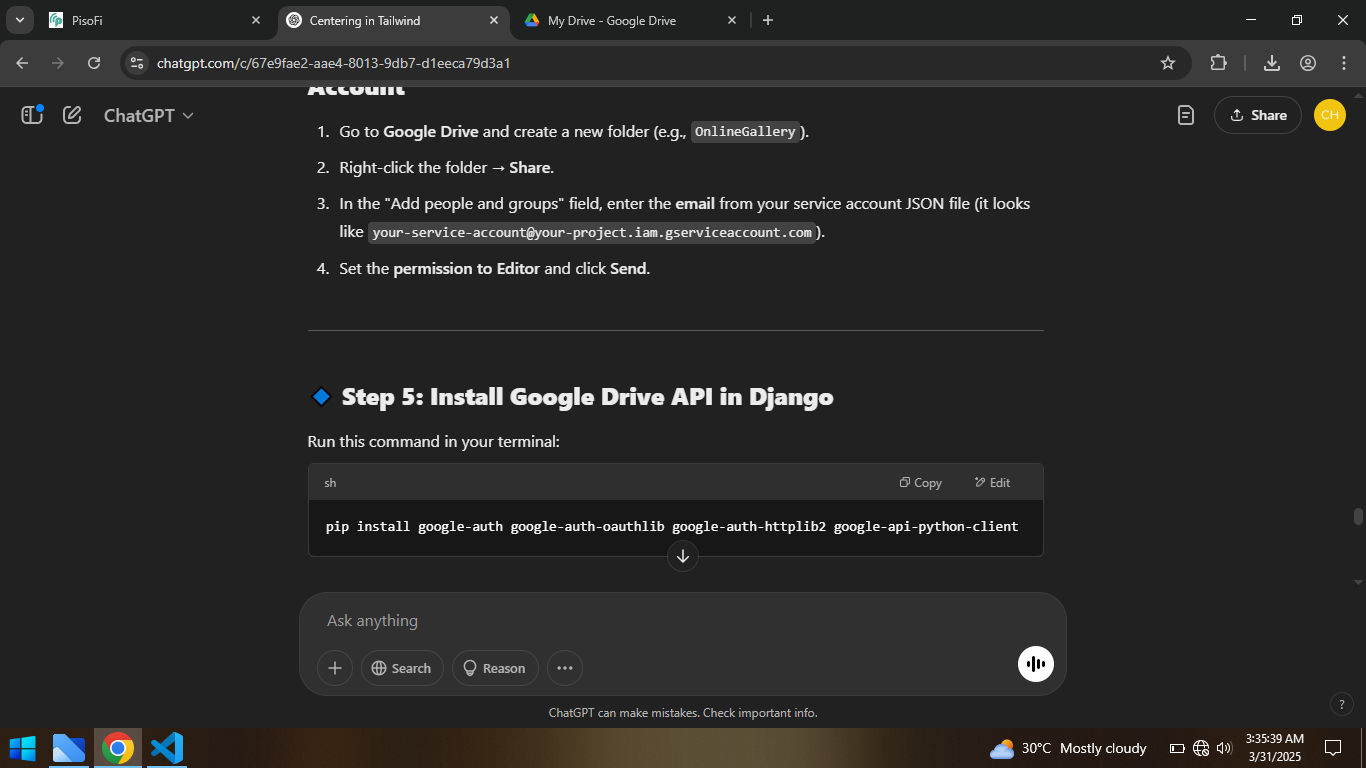 PisoFi
Centering in Tailwind
My Drive - Google Drive
chatgpt.com/c/67e9fae2-aae4-8013-9db7-d1eeca79d3a1
ChatGPT
Share
CH
Account
1. Go to Google Drive and create a new folder (e.g., OnlineGallery).
2. Right-click the folder → Share.
3. In the "Add people and groups" field, enter the email from your service account JSON file (it looks
like your-service-account@your-project.iam.gserviceaccount.com).
4. Set the permission to Editor and click Send.
Step 5: Install Google Drive API in Django
Run this command in your terminal:
sh
Copy
Edit
pip install google-auth google-auth-oauthlib google-auth-httplib2 google-api-python-client
Ask anything
Search
Reason
ChatGPT can make mistakes. Check important info.
?
30°C Mostly cloudy
3:35:39 AM
3/31/2025